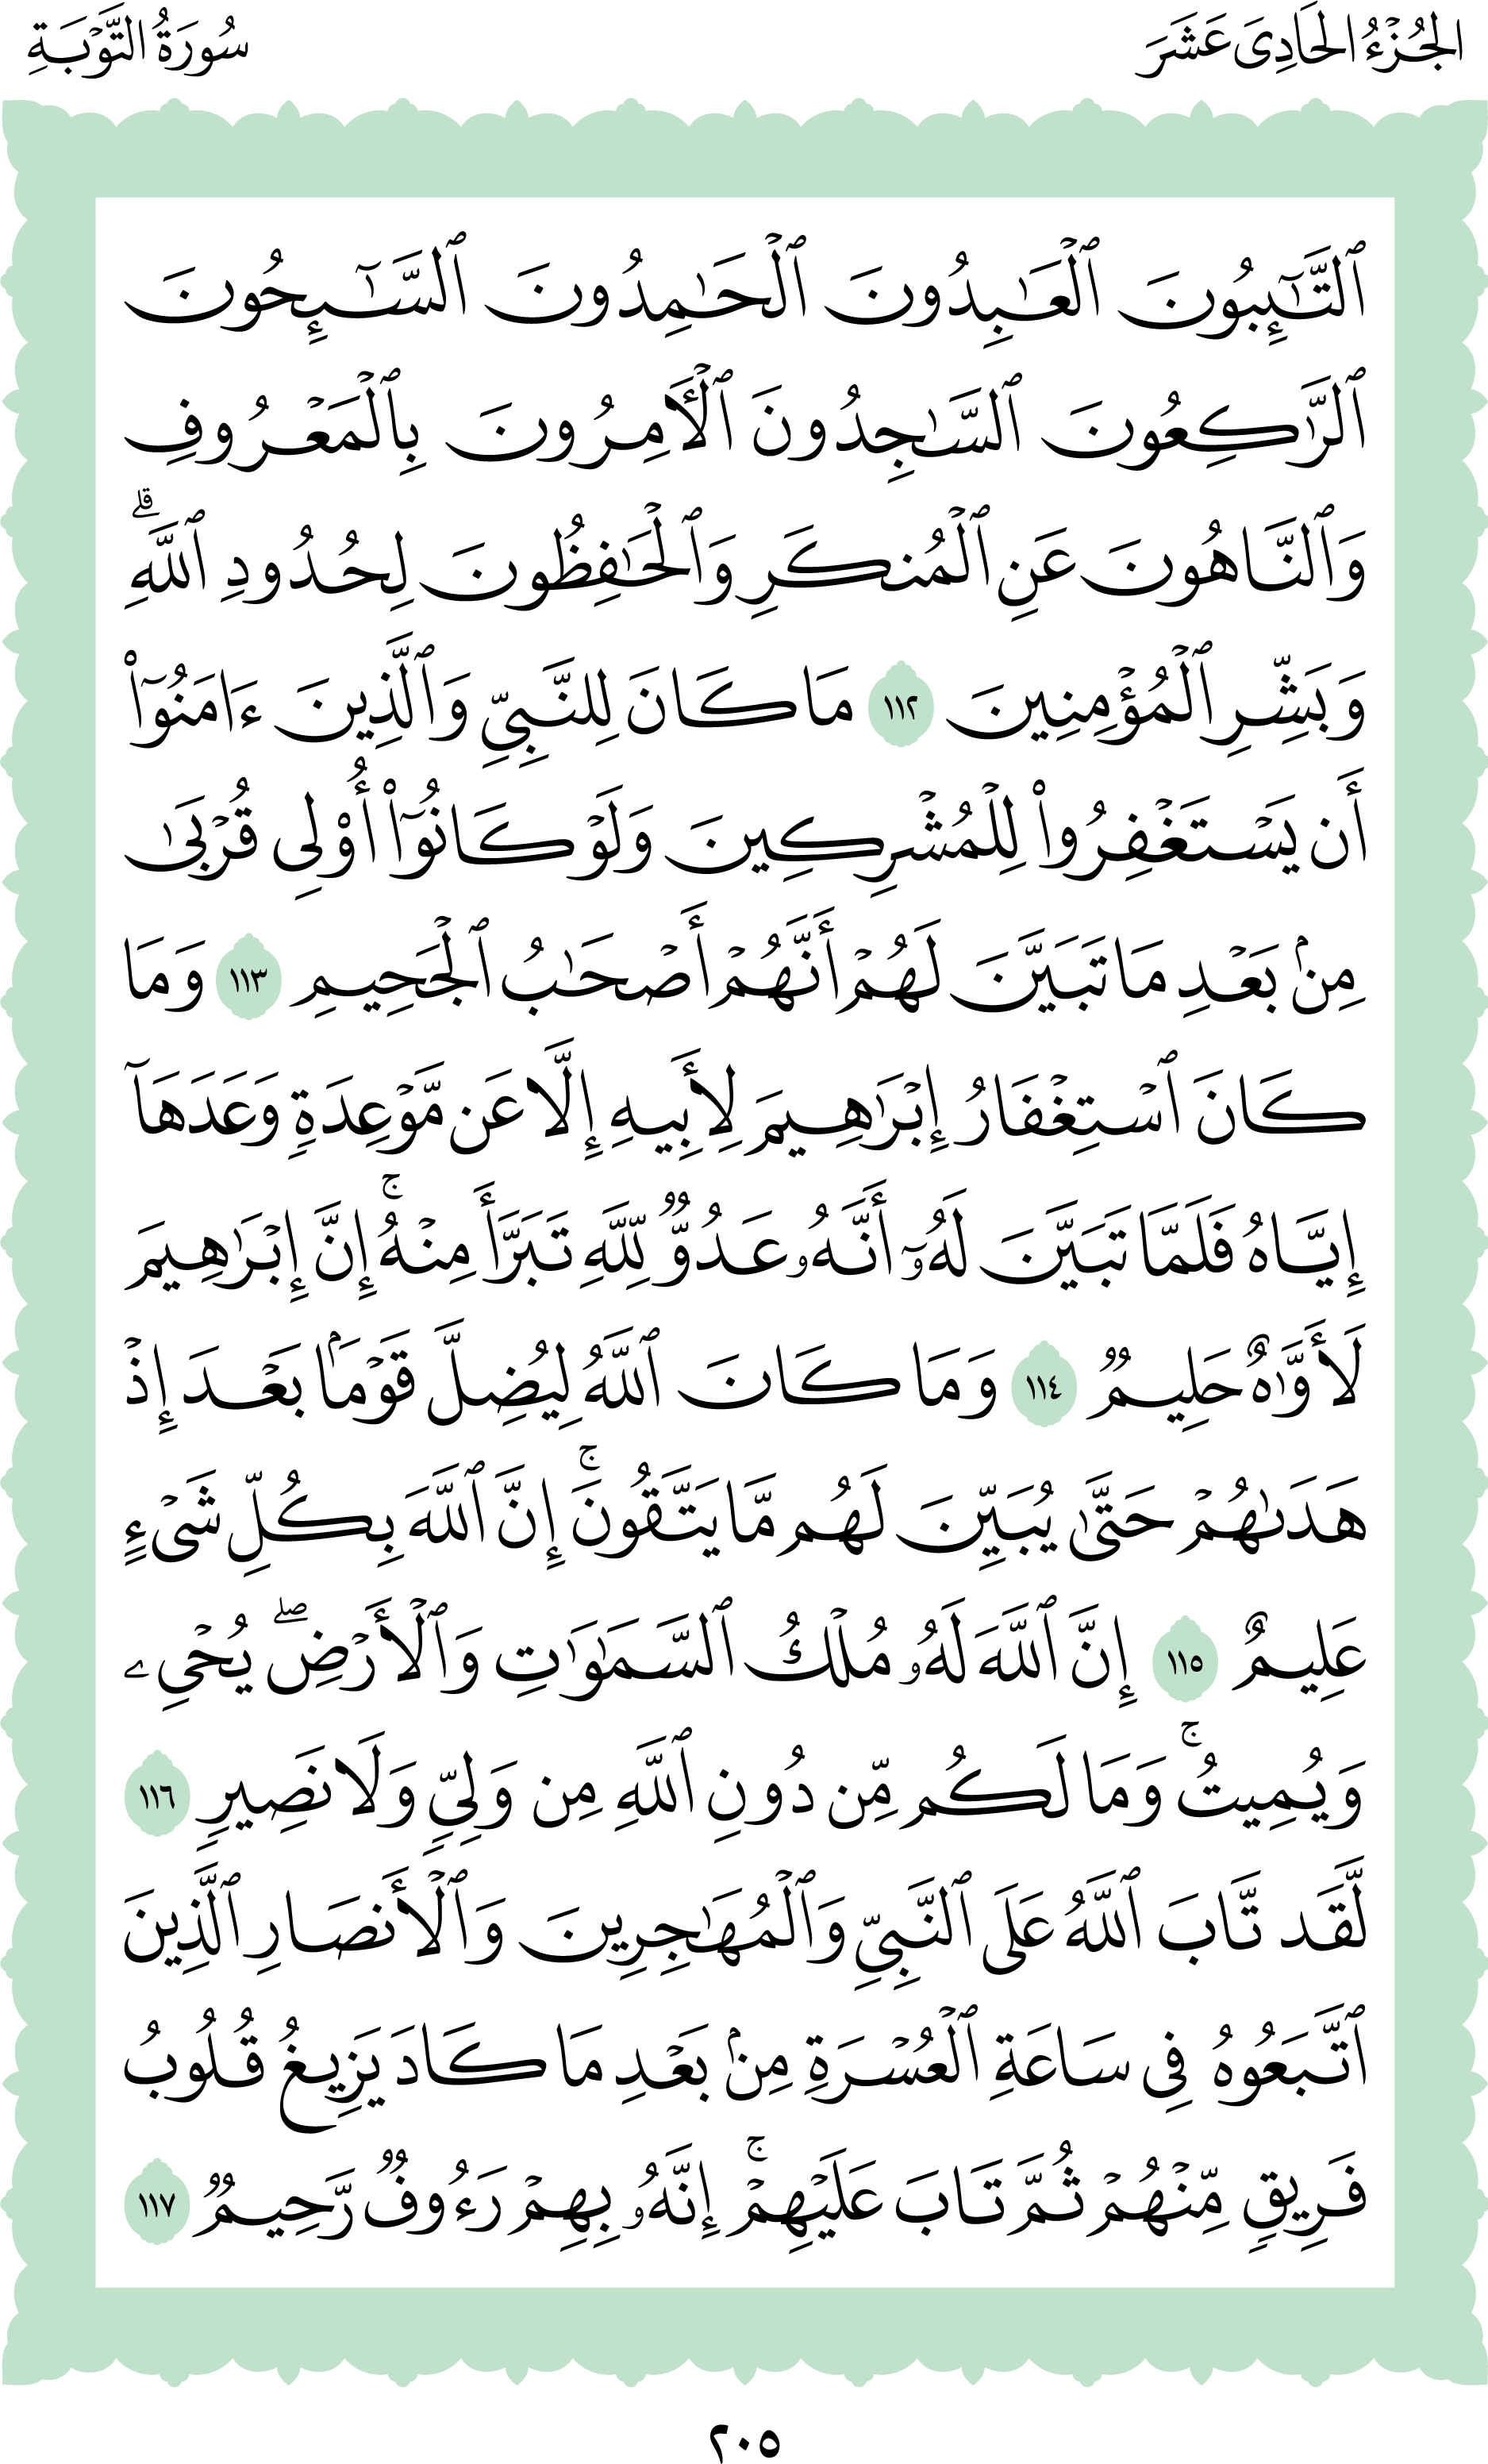 الجُزْءُ الحَادِىَ عَشَرَ
سُورَةُ التَّوْبَةِ
ٱلتَّٰٓئِبُونَ ٱلۡعَٰبِدُونَ ٱلۡحَٰمِدُونَ ٱلسَّٰٓئِحُونَ
ٱلرَّٰكِعُونَ ٱلسَّٰجِدُونَ ٱلۡأٓمِرُونَ بِٱلۡمَعۡرُوفِ
وَٱلنَّاهُونَ عَنِ ٱلۡمُنكَرِ وَٱلۡحَٰفِظُونَ لِحُدُودِ ٱللَّهِۗ
وَبَشِّرِ ٱلۡمُؤۡمِنِينَ ١١٢ مَا كَانَ لِلنَّبِيِّ وَٱلَّذِينَ ءَامَنُوٓاْ
أَن يَسۡتَغۡفِرُواْ لِلۡمُشۡرِكِينَ وَلَوۡ كَانُوٓاْ أُوْلِي قُرۡبَىٰ
مِنۢ بَعۡدِ مَا تَبَيَّنَ لَهُمۡ أَنَّهُمۡ أَصۡحَٰبُ ٱلۡجَحِيمِ ١١٣ وَمَا
كَانَ ٱسۡتِغۡفَارُ إِبۡرَٰهِيمَ لِأَبِيهِ إِلَّا عَن مَّوۡعِدَةٖ وَعَدَهَآ
إِيَّاهُ فَلَمَّا تَبَيَّنَ لَهُۥٓ أَنَّهُۥ عَدُوّٞ لِّلَّهِ تَبَرَّأَ مِنۡهُۚ إِنَّ إِبۡرَٰهِيمَ
لَأَوَّٰهٌ حَلِيمٞ ١١٤ وَمَا كَانَ ٱللَّهُ لِيُضِلَّ قَوۡمَۢا بَعۡدَ إِذۡ
هَدَىٰهُمۡ حَتَّىٰ يُبَيِّنَ لَهُم مَّا يَتَّقُونَۚ إِنَّ ٱللَّهَ بِكُلِّ شَيۡءٍ
عَلِيمٌ ١١٥ إِنَّ ٱللَّهَ لَهُۥ مُلۡكُ ٱلسَّمَٰوَٰتِ وَٱلۡأَرۡضِۖ يُحۡيِۦ
وَيُمِيتُۚ وَمَا لَكُم مِّن دُونِ ٱللَّهِ مِن وَلِيّٖ وَلَا نَصِيرٖ ١١٦
لَّقَد تَّابَ ٱللَّهُ عَلَى ٱلنَّبِيِّ وَٱلۡمُهَٰجِرِينَ وَٱلۡأَنصَارِ ٱلَّذِينَ
ٱتَّبَعُوهُ فِي سَاعَةِ ٱلۡعُسۡرَةِ مِنۢ بَعۡدِ مَا كَادَ يَزِيغُ قُلُوبُ
فَرِيقٖ مِّنۡهُمۡ ثُمَّ تَابَ عَلَيۡهِمۡۚ إِنَّهُۥ بِهِمۡ رَءُوفٞ رَّحِيمٞ ١١٧
٢٠٥